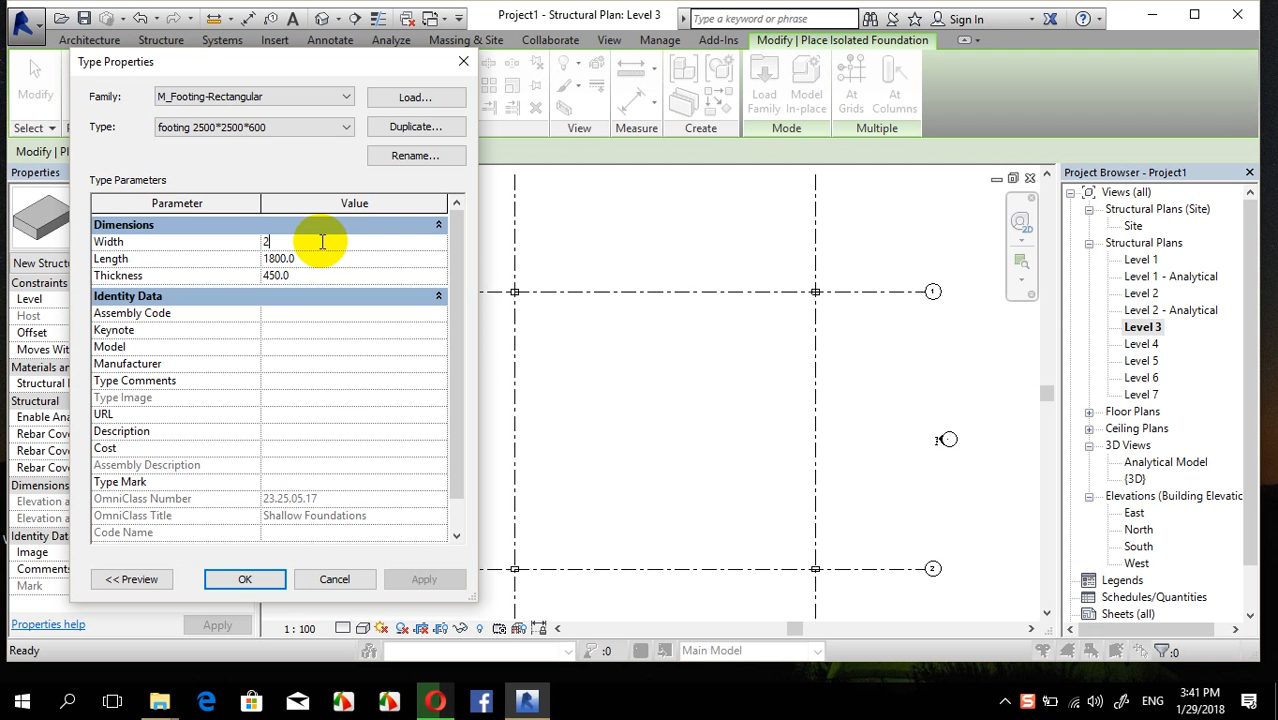 Project1 - Structural Plan: Level 3
Type a keyword or phrase
Sign In
Architecture Structure Systems Insert Annotate Analyze Massing & Site Collaborate View Manage Add-Ins Modify | Place Isolated Foundation
Modify
Select
View
Measure
Create
Load Family
Model In-place
Mode
At Grids
At Columns
Multiple
Modify | Pl
Properties
New Struct
Constraints
Level
Host
Offset
Moves Wit
Materials an
Structural
Structural
Enable Ana
Rebar Cove
Rebar Cove
Rebar Cove
Dimensions
Elevation a
Elevation a
Identity Dat
Image
Comments
Mark
Properties help
Apply
Type Properties
Family:
M_Footing-Rectangular
Load...
Type:
footing 2500*2500*600
Duplicate...
Rename...
Type Parameters
Parameter Value
Dimensions
Width 2
Length 1800.0
Thickness 450.0
Identity Data
Assembly Code
Keynote
Model
Manufacturer
Type Comments
Type Image
URL
Description
Cost
Assembly Description
Type Mark
OmniClass Number 23.25.05.17
OmniClass Title Shallow Foundations
Code Name
<< Preview
OK
Cancel
Apply
2D
1
2
Project Browser - Project1
Views (all)
Structural Plans (Site)
Site
Structural Plans
Level 1
Level 1 - Analytical
Level 2
Level 2 - Analytical
Level 3
Level 4
Level 5
Level 6
Level 7
Floor Plans
Ceiling Plans
3D Views
Analytical Model
{3D}
Elevations (Building Elevatic
East
North
South
West
Legends
Schedules/Quantities
Sheets (all)
1 : 100
Ready
:0
Main Model
:0
ENG
3:41 PM
1/29/2018